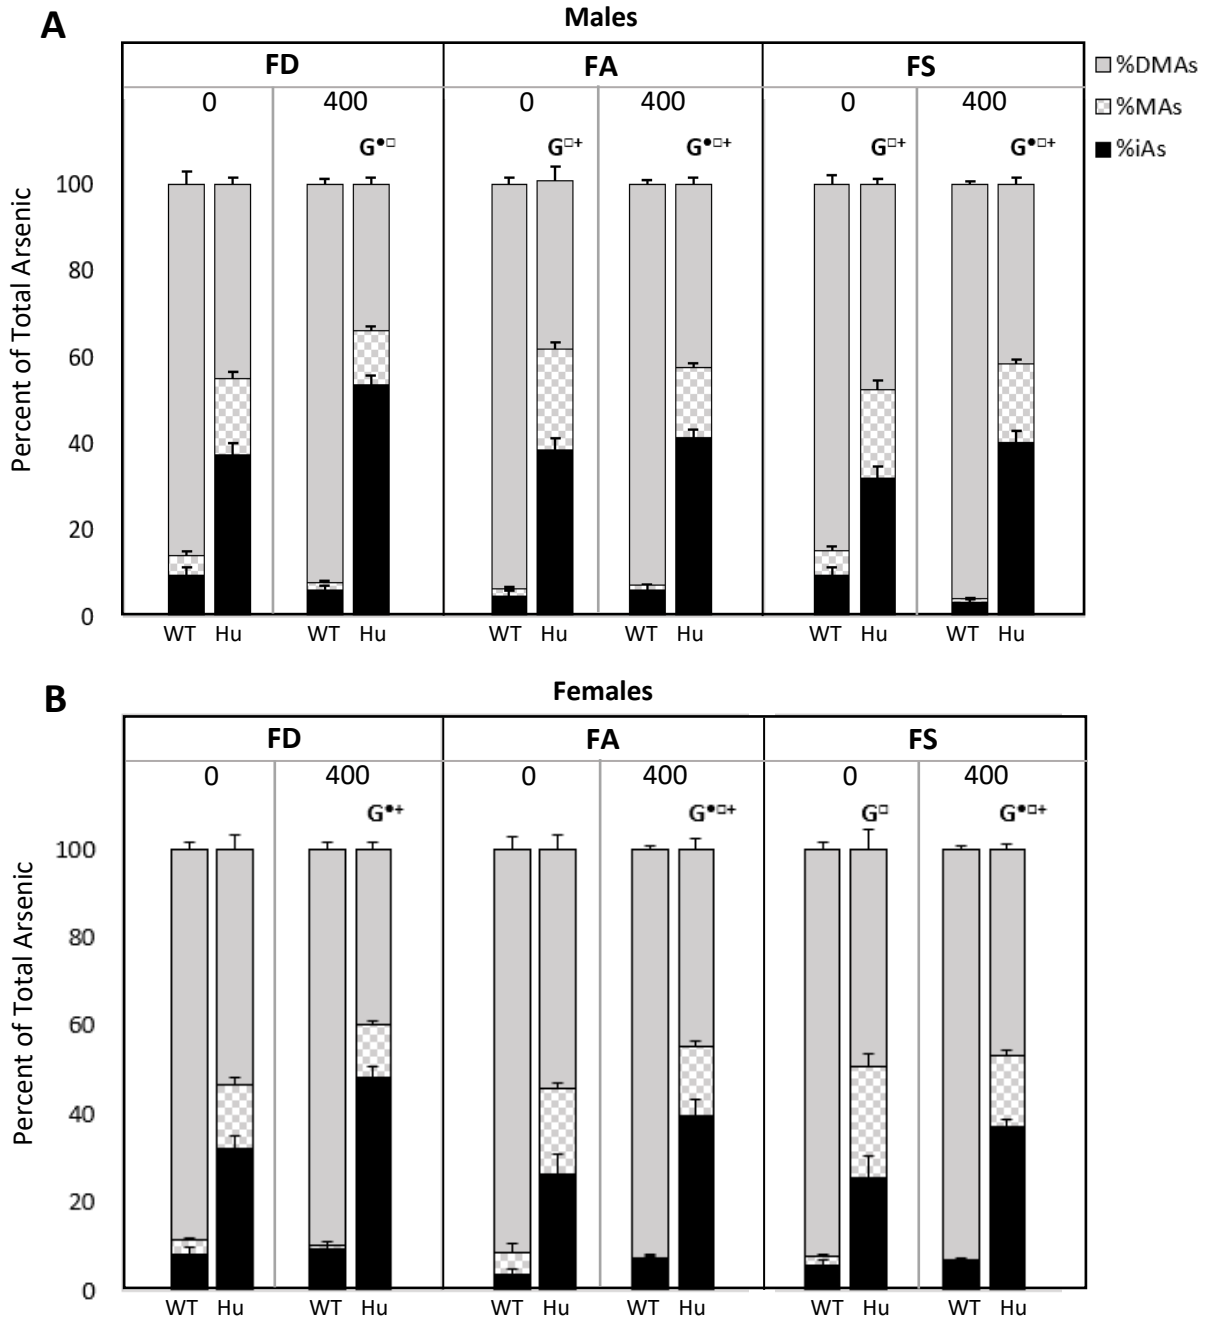 A
Males
FD FA FS
0 400 0 400 0 400
G●□ G□+ G●□+ G□+ G●□+
%DMAs
%MAs
%iAs
Percent of Total Arsenic
100
80
60
40
20
0
WT Hu WT Hu WT Hu WT Hu WT Hu WT Hu
B
Females
FD FA FS
0 400 0 400 0 400
G●+ G●□+ G□ G●□+
Percent of Total Arsenic
100
80
60
40
20
0
WT Hu WT Hu WT Hu WT Hu WT Hu WT Hu